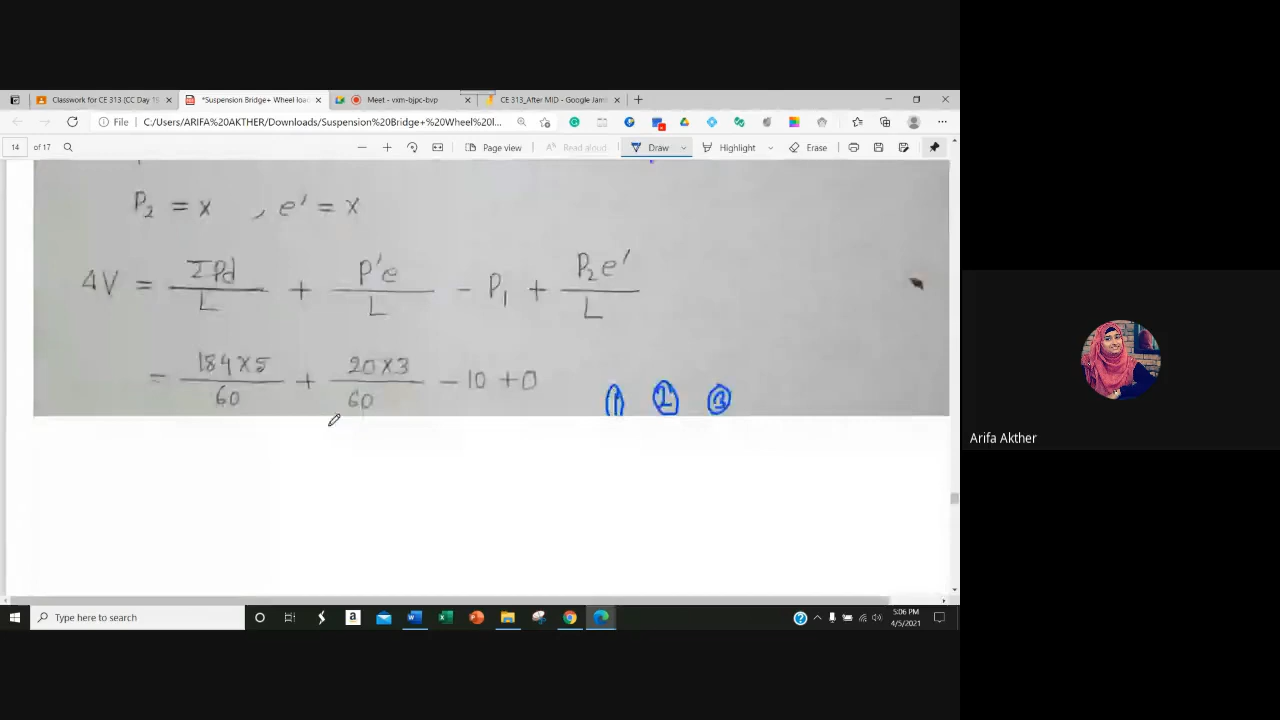 Classwork for CE 313 (CC Day 1
*Suspension Bridge+ Wheel loa
Meet - vxm-bjpc-bvp
CE 313_After MID - Google Jam
File C:/Users/ARIFA%20AKTHER/Downloads/Suspension%20Bridge+%20Wheel%20l...
14 of 17 Page view Read aloud Draw Highlight Erase
P₂ = x , e' = x
ΔV = ΣPd/L + P'e/L - P₁ + P₂e'/L
= 184×5/60 + 20×3/60 - 10 + 0
1 2 3
Arifa Akther
Type here to search
5:06 PM
4/5/2021